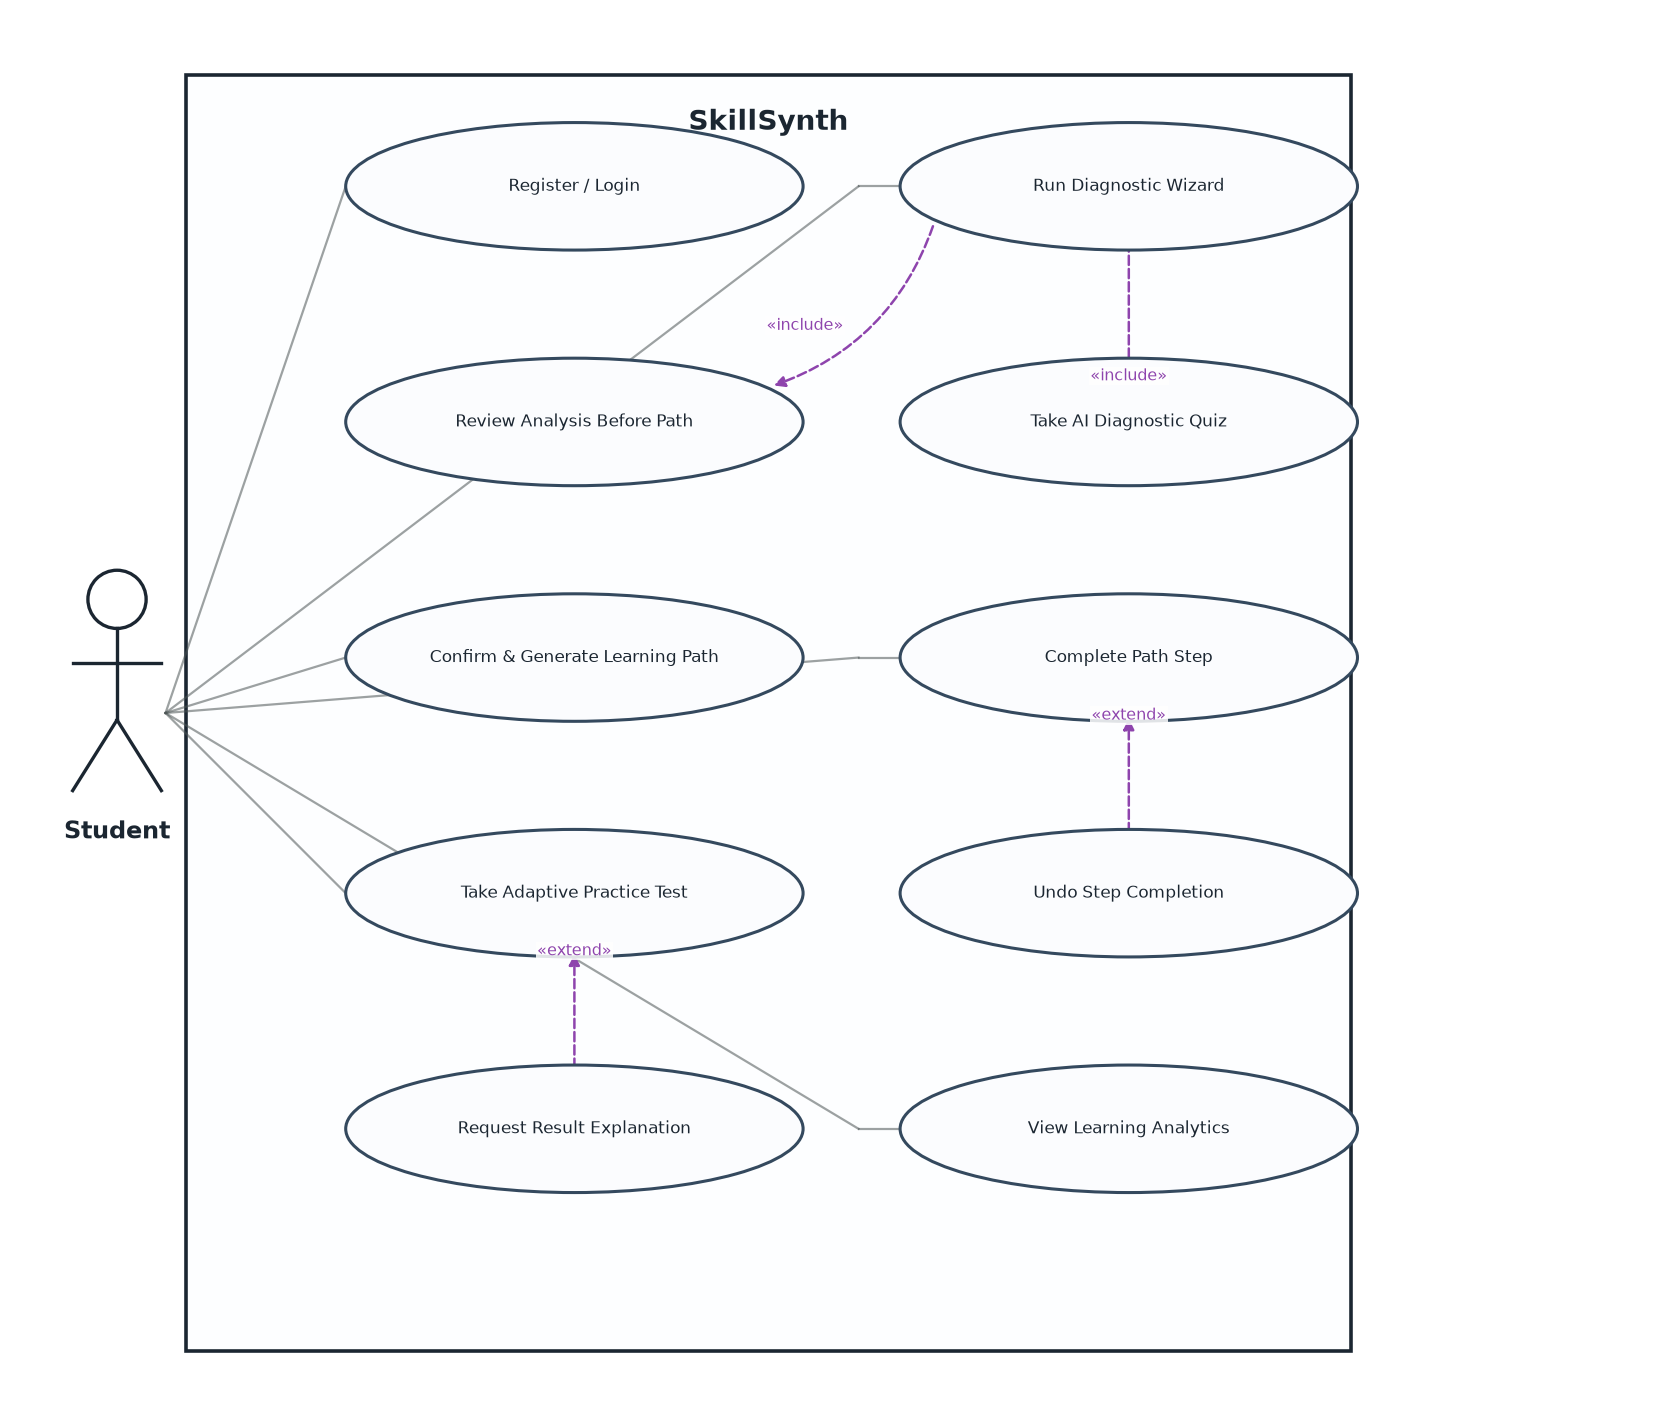 SkillSynth
Register / Login
Run Diagnostic Wizard
«include»
«include»
Review Analysis Before Path
Take AI Diagnostic Quiz
Confirm & Generate Learning Path
Complete Path Step
«extend»
Student
Take Adaptive Practice Test
Undo Step Completion
«extend»
Request Result Explanation
View Learning Analytics